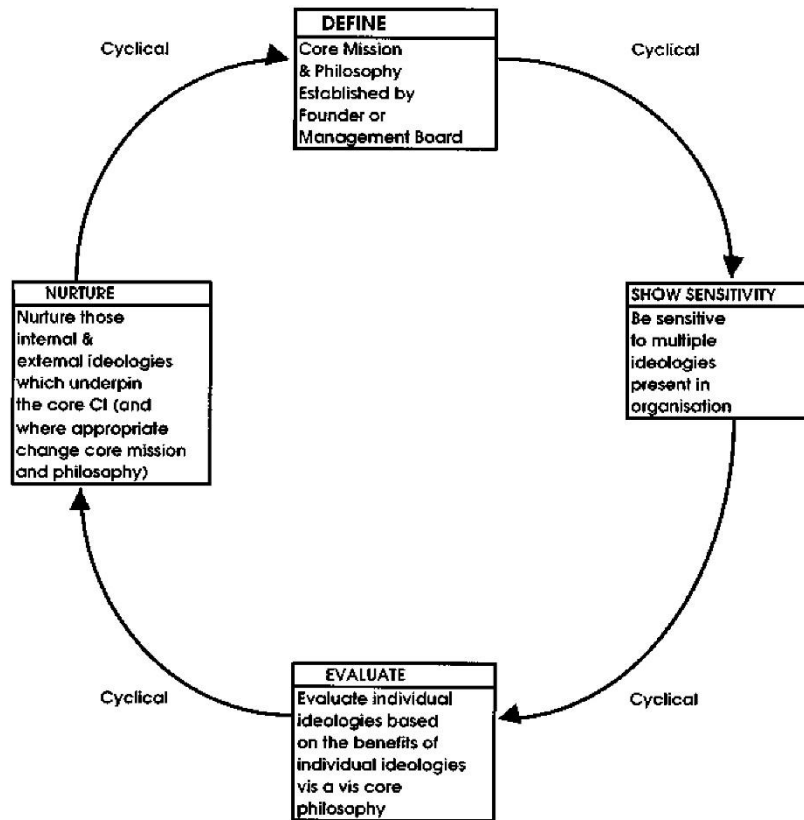 DEFINE
Core Mission
& Philosophy
Established by
Founder or
Management Board
Cyclical
Cyclical
SHOW SENSITIVITY
Be sensitive
to multiple
ideologies
present in
organisation
Cyclical
EVALUATE
Evaluate individual
ideologies based
on the benefits of
individual ideologies
vis a vis core
philosophy
Cyclical
NURTURE
Nurture those
internal &
external ideologies
which underpin
the core CI (and
where appropriate
change core mission
and philosophy)